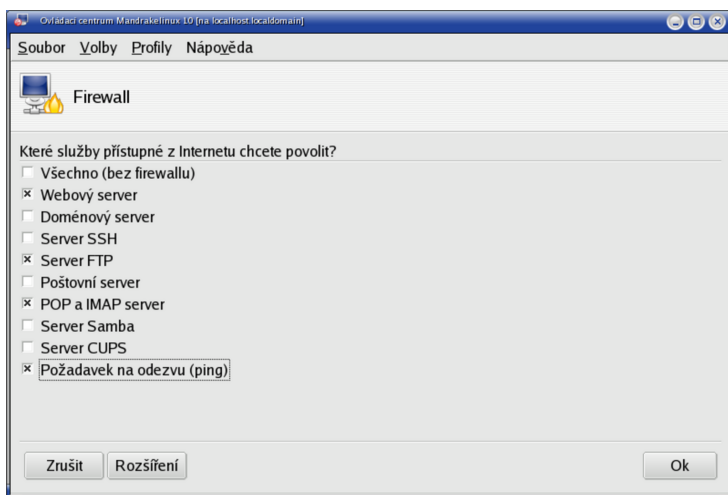 Ovládací centrum Mandrakelinux 10 [na localhost.localdomain]
Soubor Volby Profily Nápověda
Firewall
Které služby přístupné z Internetu chcete povolit?
Všechno (bez firewallu)
Webový server
Doménový server
Server SSH
Server FTP
Poštovní server
POP a IMAP server
Server Samba
Server CUPS
Požadavek na odezvu (ping)
Zrušit Rozšíření Ok